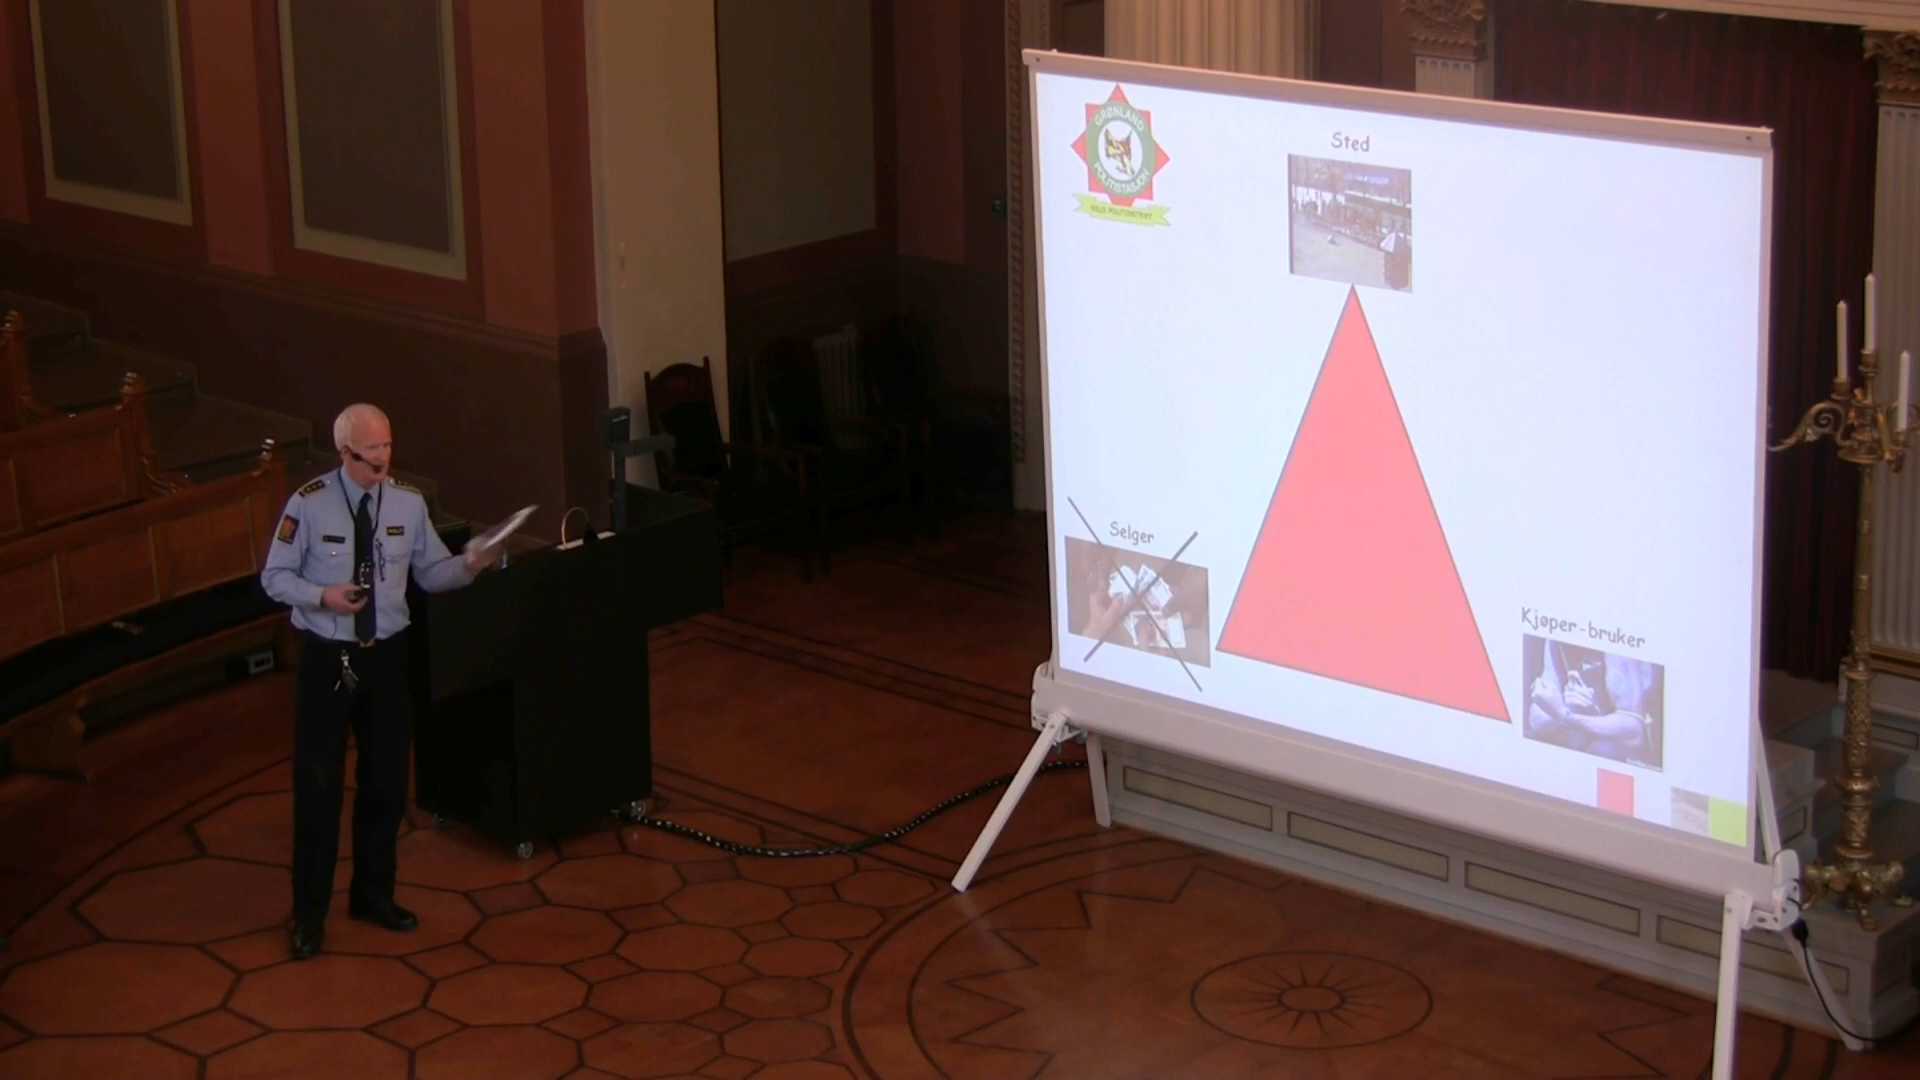 GRØNLAND
POLITISTASJON
OSLO POLITIDISTRIKT
Sted
Selger
Kjøper-bruker